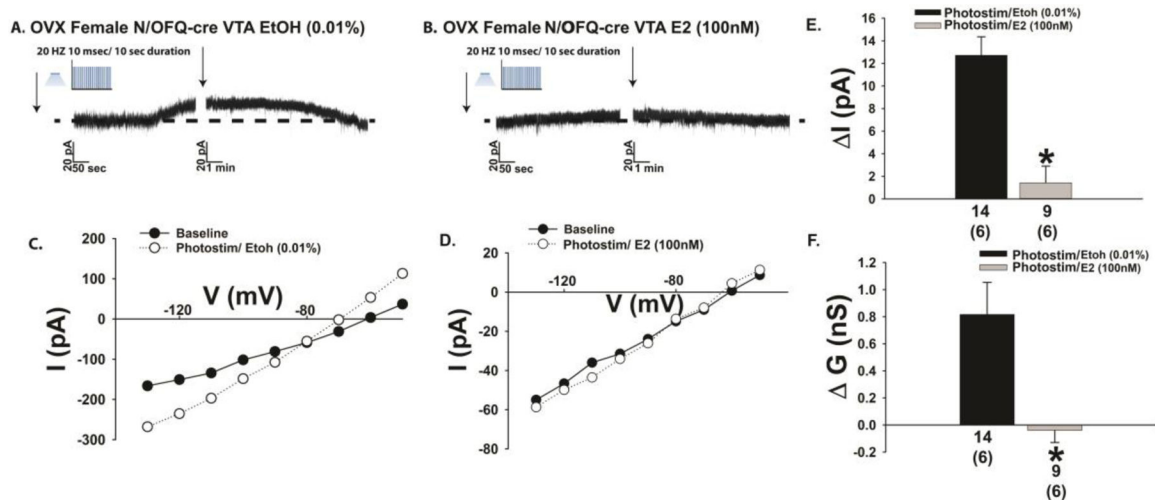 A. OVX Female N/OFQ-cre VTA EtOH (0.01%)
20 HZ 10 msec/ 10 sec duration
20 pA
50 sec
20 pA
1 min
B. OVX Female N/OFQ-cre VTA E2 (100nM)
20 HZ 10 msec/ 10 sec duration
20 pA
50 sec
20 pA
1 min
C.
Baseline
Photostim/ Etoh (0.01%)
200
100
0
-100
-200
-300
I (pA)
V (mV)
-120
-80
D.
Baseline
Photostim/ E2 (100nM)
40
20
0
-20
-40
-60
-80
I (pA)
V (mV)
-120
-80
E.
Photostim/Etoh (0.01%)
Photostim/E2 (100nM)
16
14
12
10
8
6
4
2
0
ΔI (pA)
*
14
(6)
9
(6)
F.
Photostim/Etoh (0.01%)
Photostim/E2 (100nM)
1.2
1.0
0.8
0.6
0.4
0.2
0.0
-0.2
Δ G (nS)
14
(6)
*
9
(6)